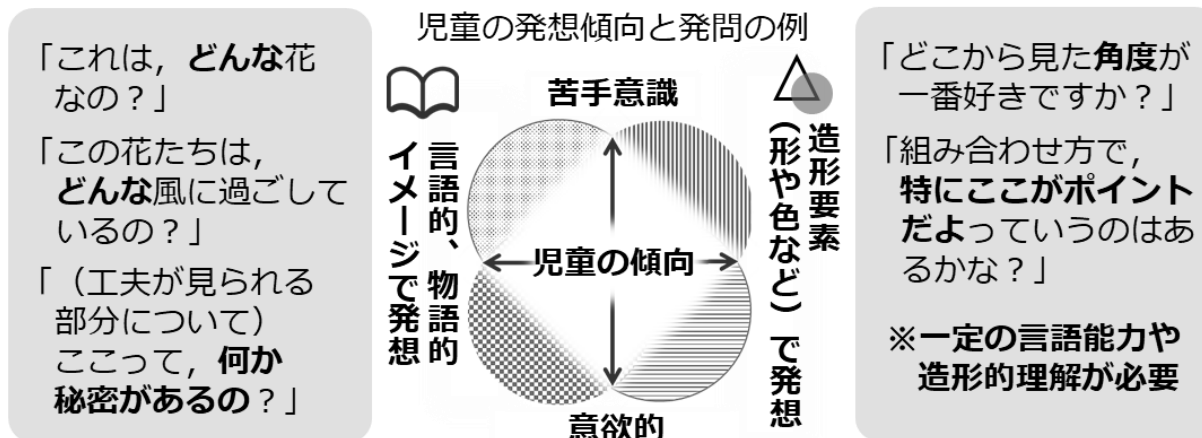 児童の発想傾向と発問の例
「これは，どんな花
なの？」
「この花たちは，
どんな風に過ごして
いるの？」
「（工夫が見られる
部分について）
ここって，何か
秘密があるの？」
言語的、物語的
イメージで発想
苦手意識
児童の傾向
意欲的
造形要素
(形や色など)で発想
「どこから見た角度が
一番好きですか？」
「組み合わせ方で，
特にここがポイント
だよっていうのはあ
るかな？」
※一定の言語能力や
造形的理解が必要